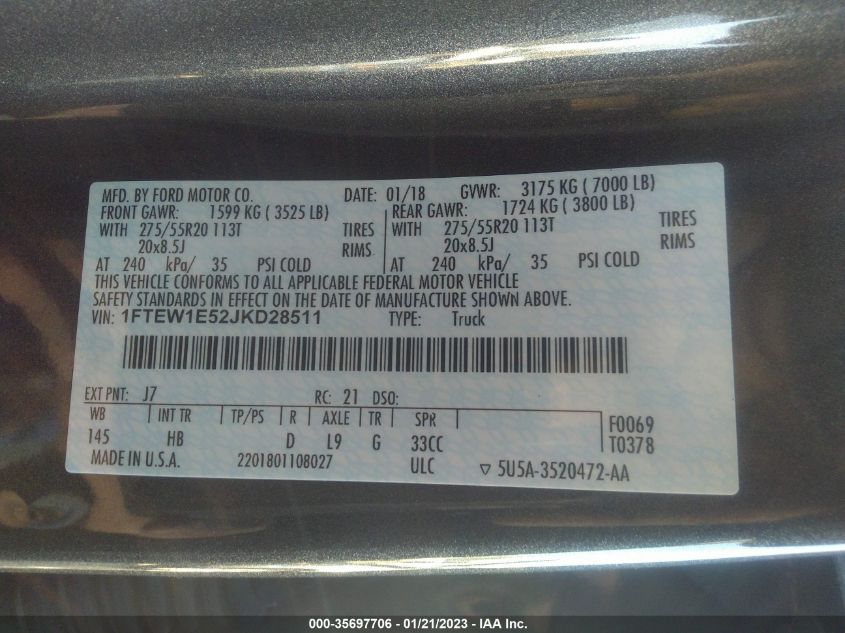 MFD. BY FORD MOTOR CO. DATE: 01/18 GVWR: 3175 KG ( 7000 LB)
FRONT GAWR: 1599 KG ( 3525 LB) REAR GAWR: 1724 KG ( 3800 LB)
WITH 275/55R20 113T TIRES WITH 275/55R20 113T TIRES
20x8.5J RIMS 20x8.5J RIMS
AT 240 kPa/ 35 PSI COLD AT 240 kPa/ 35 PSI COLD
THIS VEHICLE CONFORMS TO ALL APPLICABLE FEDERAL MOTOR VEHICLE
SAFETY STANDARDS IN EFFECT ON THE DATE OF MANUFACTURE SHOWN ABOVE.
VIN: 1FTEW1E52JKD28511 TYPE: Truck
EXT PNT: J7 RC: 21 DSO:
WB INT TR TP/PS R AXLE TR SPR F0069
145 HB D L9 G 33CC T0378
MADE IN U.S.A. 2201801108027 ULC ▽ 5U5A-3520472-AA
000-35697706 - 01/21/2023 - © IAA Inc.